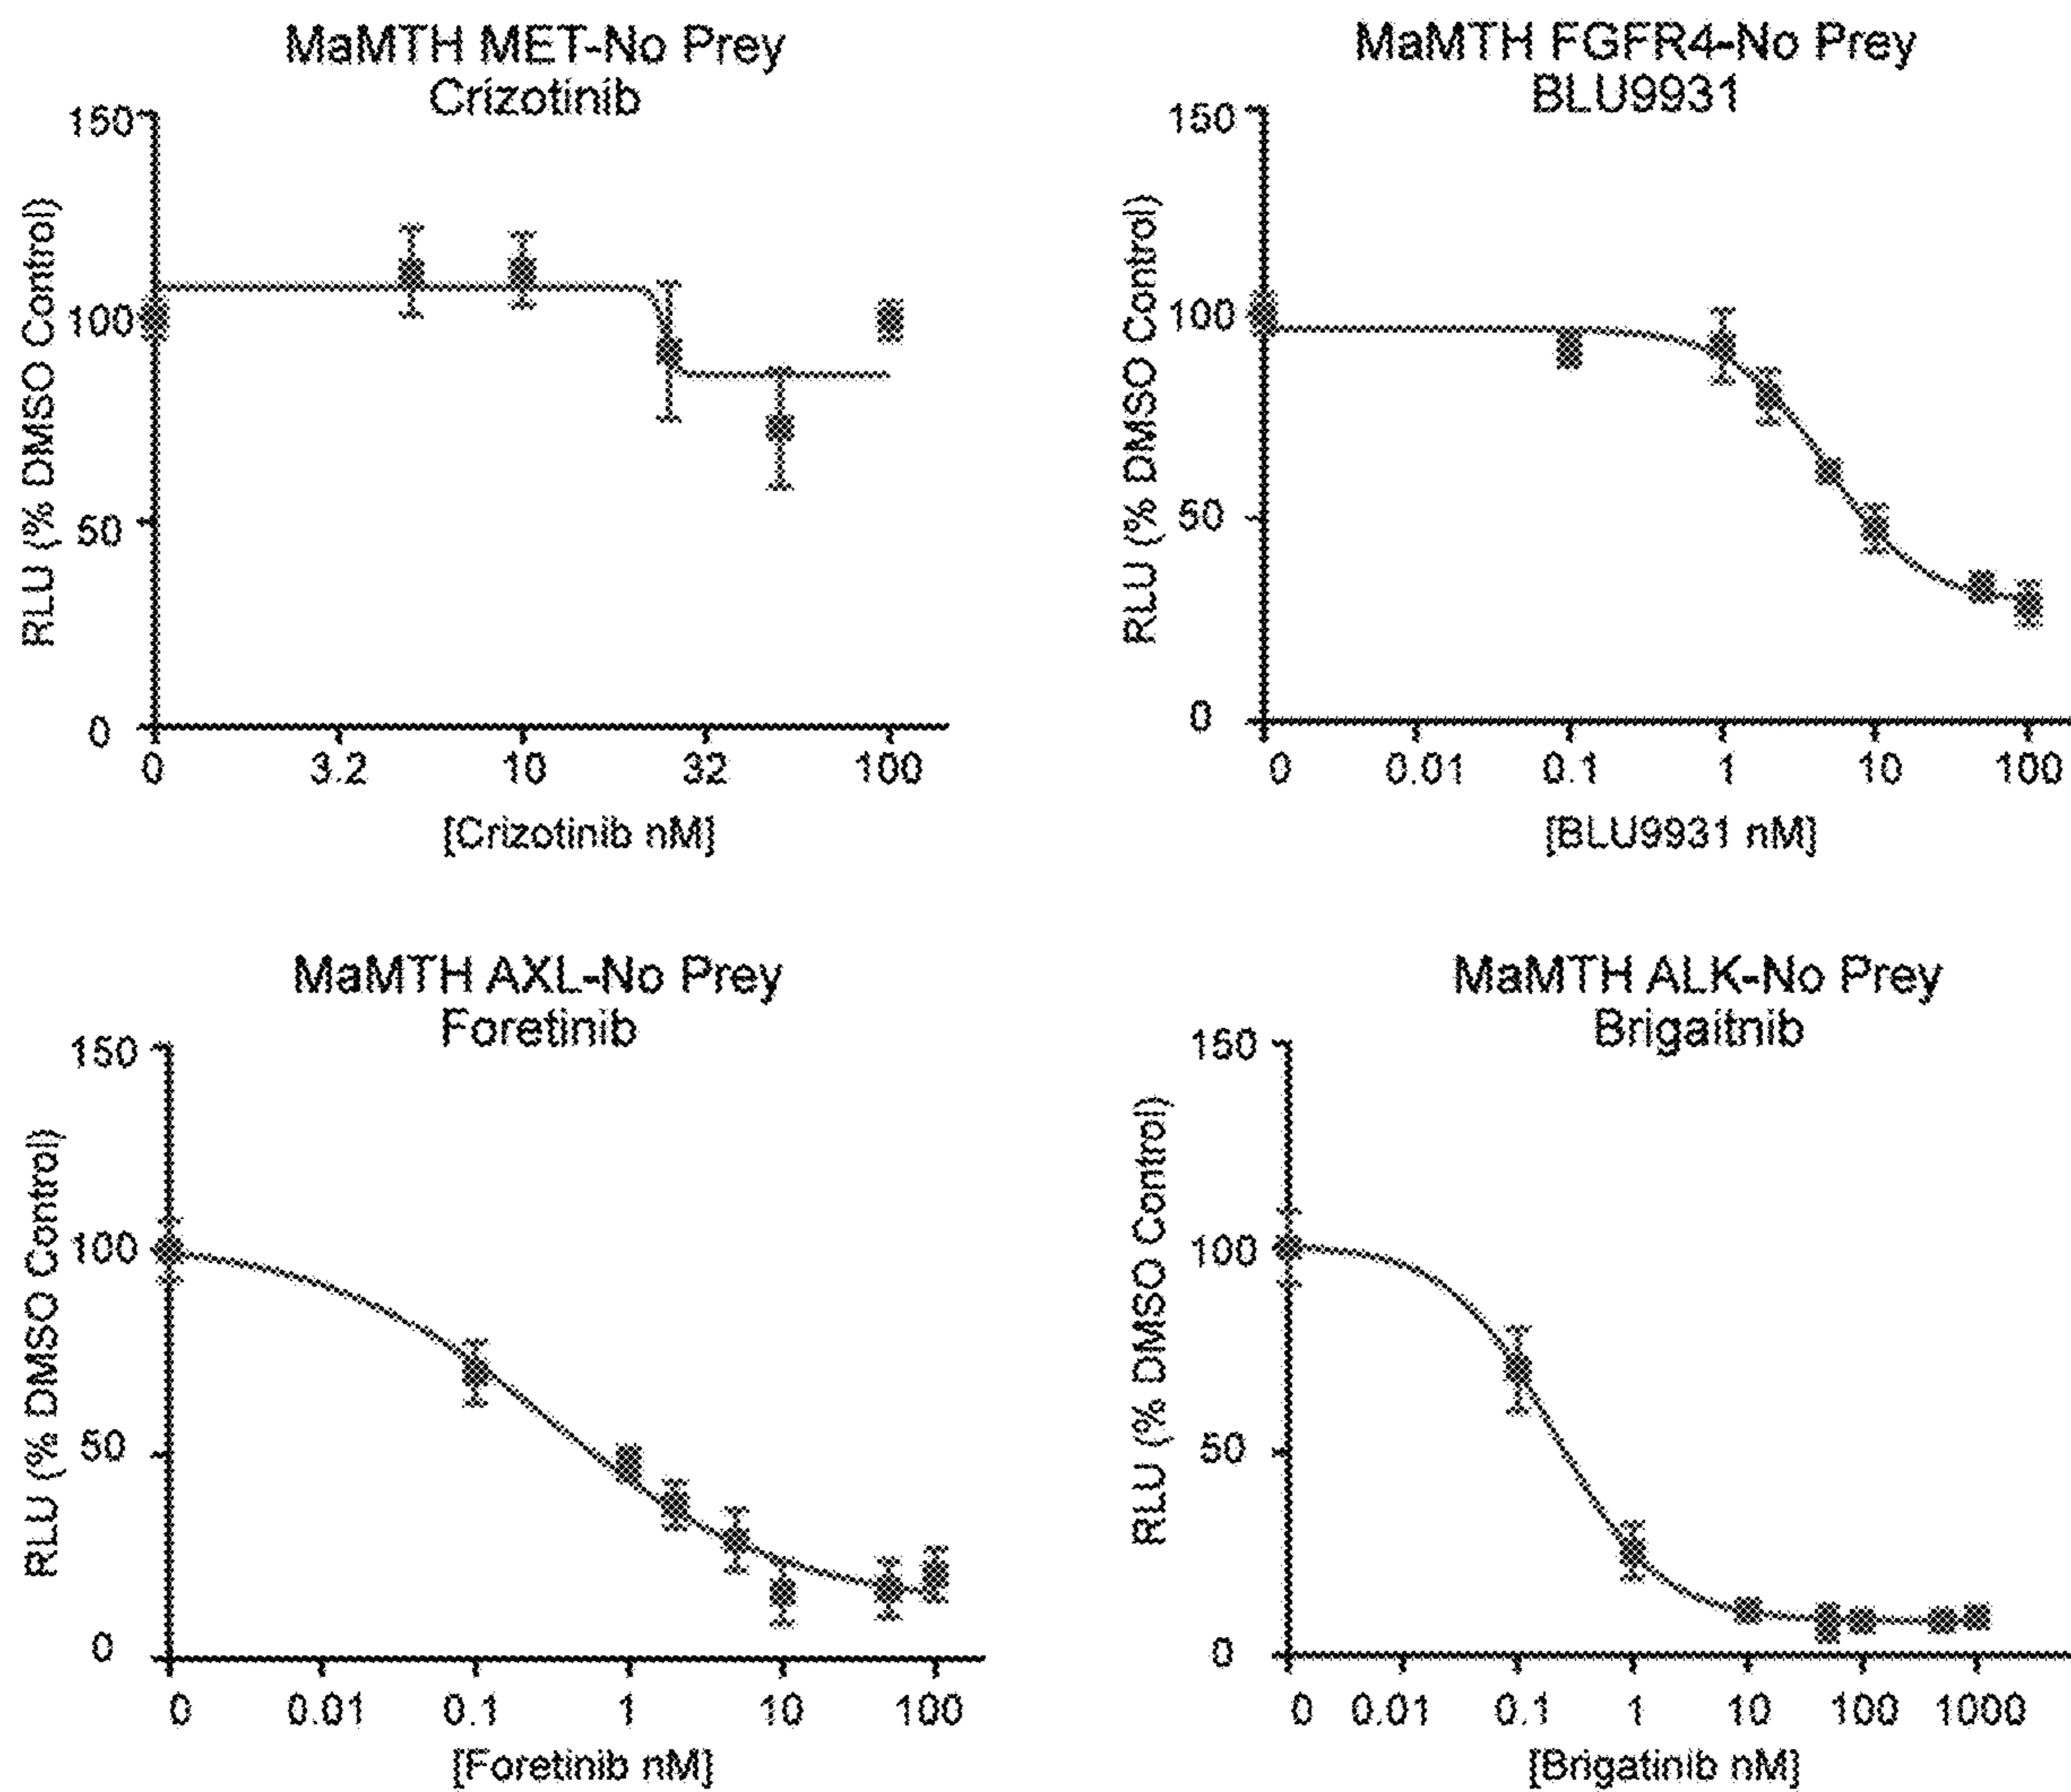 MaMTH MET-No Prey
Crizotinib
RLU (% DMSO Control)
150
100
50
0
0 3.2 10 32 100
[Crizotinib nM]
MaMTH FGFR4-No Prey
BLU9931
RLU (% DMSO Control)
150
100
50
0
0 0.01 0.1 1 10 100
[BLU9931 nM]
MaMTH AXL-No Prey
Foretinib
RLU (% DMSO Control)
150
100
50
0
0 0.01 0.1 1 10 100
[Foretinib nM]
MaMTH ALK-No Prey
Brigaitnib
RLU (% DMSO Control)
150
100
50
0
0 0.01 0.1 1 10 100 1000
[Brigatinib nM]